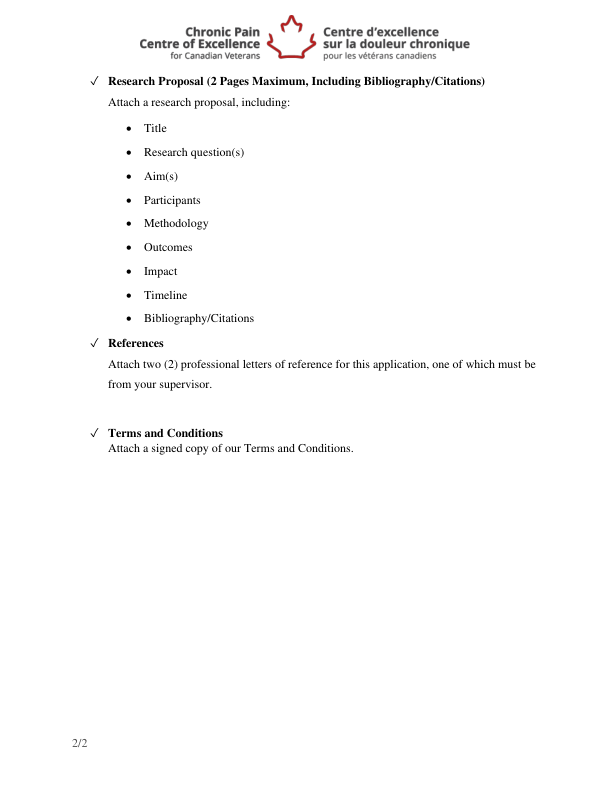 Chronic Pain
Centre of Excellence
for Canadian Veterans
Centre d'excellence
sur la douleur chronique
pour les vétérans canadiens
✓ Research Proposal (2 Pages Maximum, Including Bibliography/Citations)
Attach a research proposal, including:
• Title
• Research question(s)
• Aim(s)
• Participants
• Methodology
• Outcomes
• Impact
• Timeline
• Bibliography/Citations
✓ References
Attach two (2) professional letters of reference for this application, one of which must be
from your supervisor.
✓ Terms and Conditions
Attach a signed copy of our Terms and Conditions.
2/2